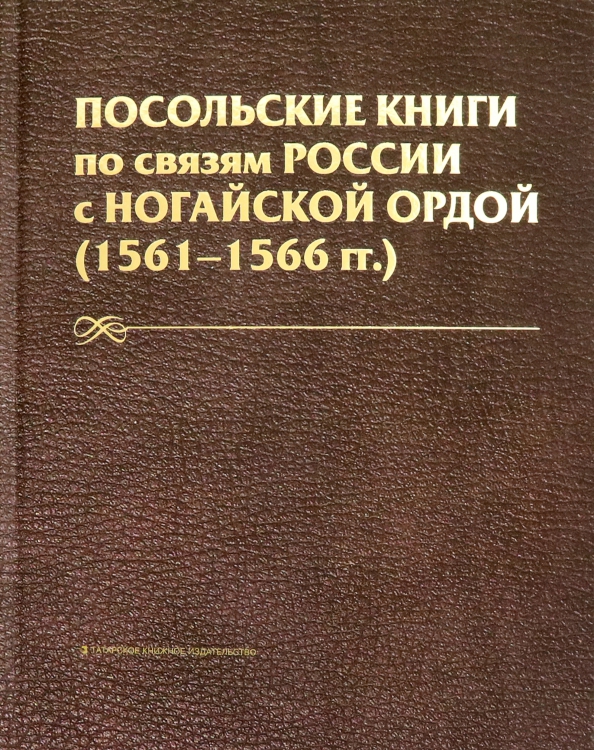 ПОСОЛЬСКИЕ КНИГИ
по связям РОССИИ
с НОГАЙСКОЙ ОРДОЙ
(1561–1566 гг.)
ТАТАРСКОЕ КНИЖНОЕ ИЗДАТЕЛЬСТВО